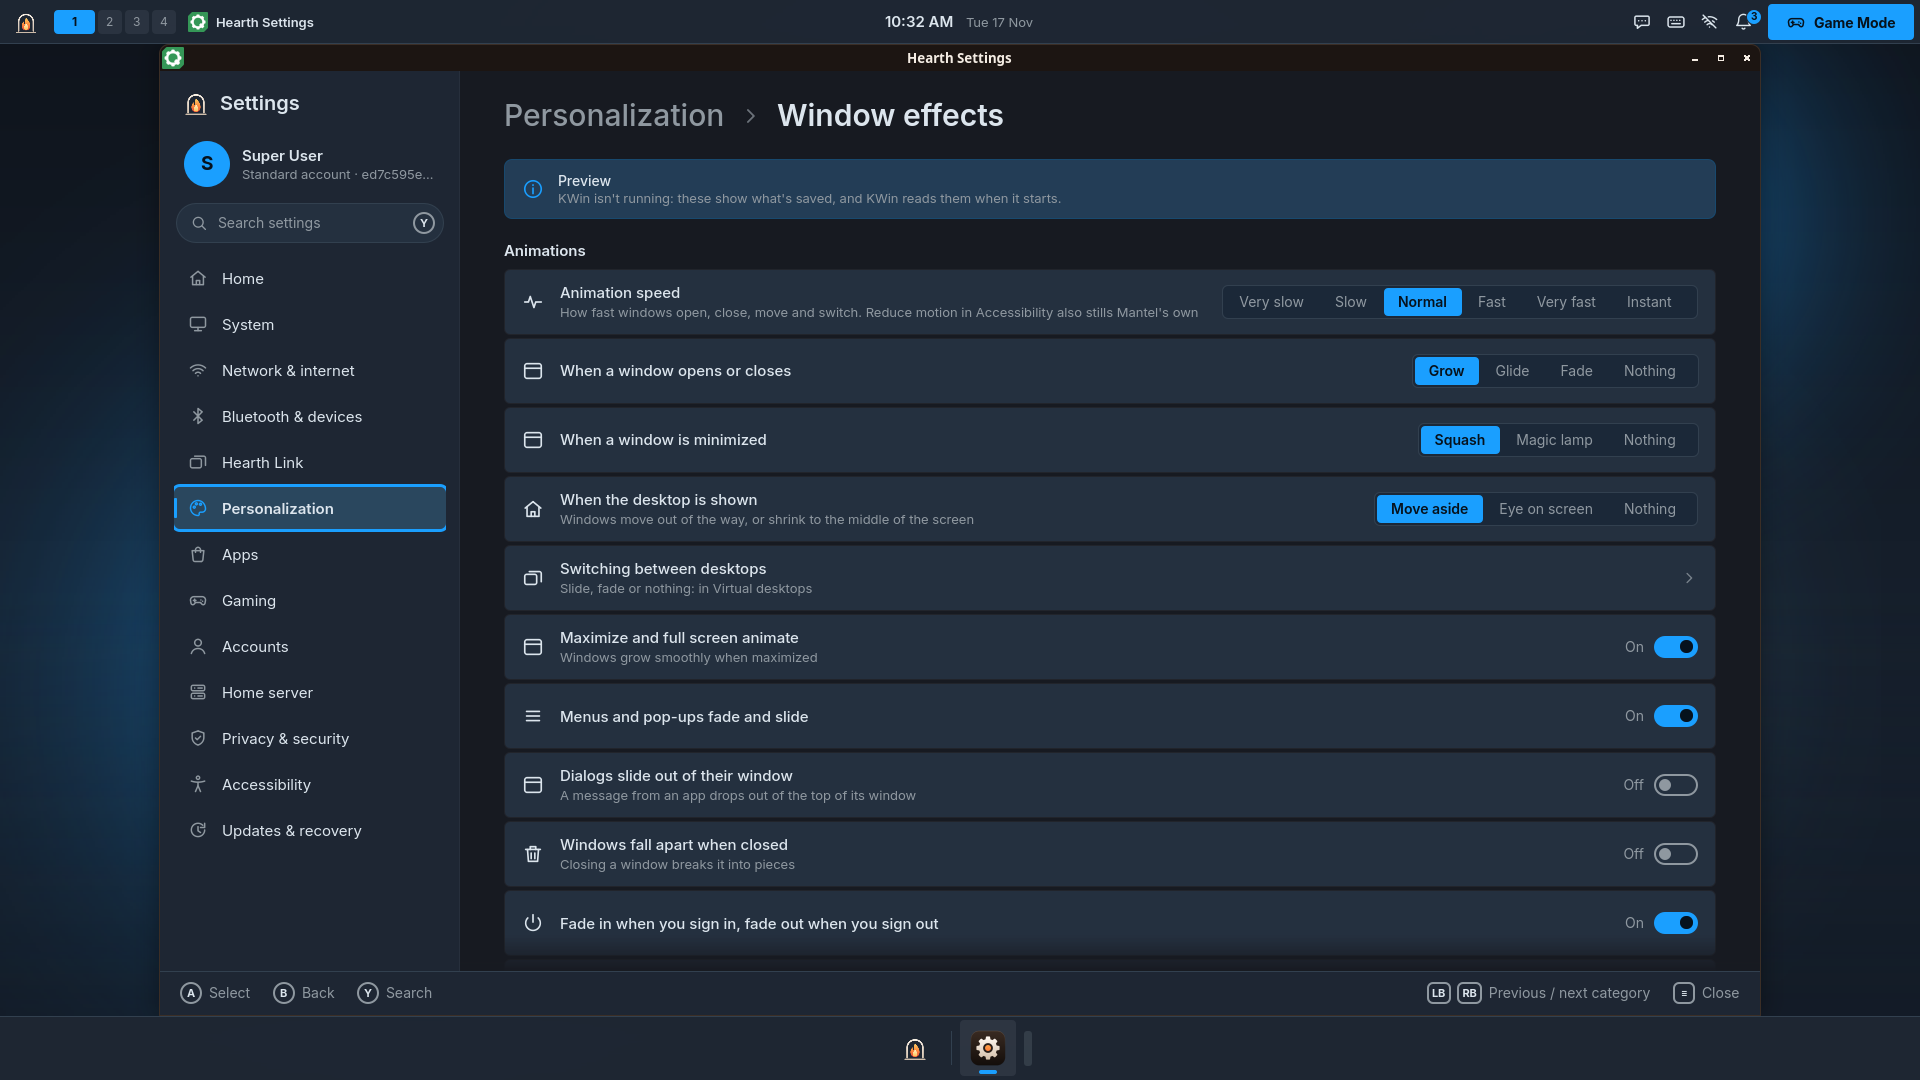 1
2
3
4
Hearth Settings
10:32 AM Tue 17 Nov
3
Game Mode
Hearth Settings
Settings
S
Super User
Standard account · ed7c595e...
Search settings
Y
Home
System
Network & internet
Bluetooth & devices
Hearth Link
Personalization
Apps
Gaming
Accounts
Home server
Privacy & security
Accessibility
Updates & recovery
Personalization > Window effects
Preview
KWin isn't running: these show what's saved, and KWin reads them when it starts.
Animations
Animation speed
How fast windows open, close, move and switch. Reduce motion in Accessibility also stills Mantel's own
Very slow Slow Normal Fast Very fast Instant
When a window opens or closes
Grow Glide Fade Nothing
When a window is minimized
Squash Magic lamp Nothing
When the desktop is shown
Windows move out of the way, or shrink to the middle of the screen
Move aside Eye on screen Nothing
Switching between desktops
Slide, fade or nothing: in Virtual desktops
Maximize and full screen animate
Windows grow smoothly when maximized
On
Menus and pop-ups fade and slide
On
Dialogs slide out of their window
A message from an app drops out of the top of its window
Off
Windows fall apart when closed
Closing a window breaks it into pieces
Off
Fade in when you sign in, fade out when you sign out
On
A Select B Back Y Search
LB RB Previous / next category
Close